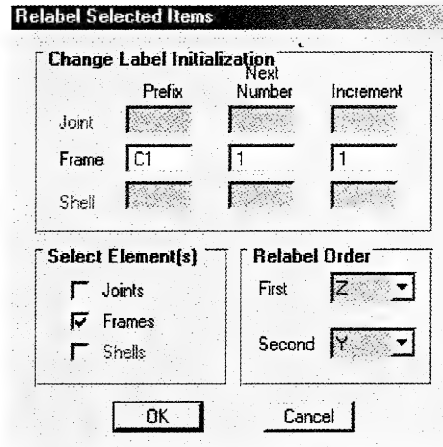 Relabel Selected Items
Change Label Initialization
Prefix Next Number Increment
Joint
Frame C1 1 1
Shell
Select Element(s)
Joints
Frames
Shells
Relabel Order
First Z
Second Y
OK Cancel